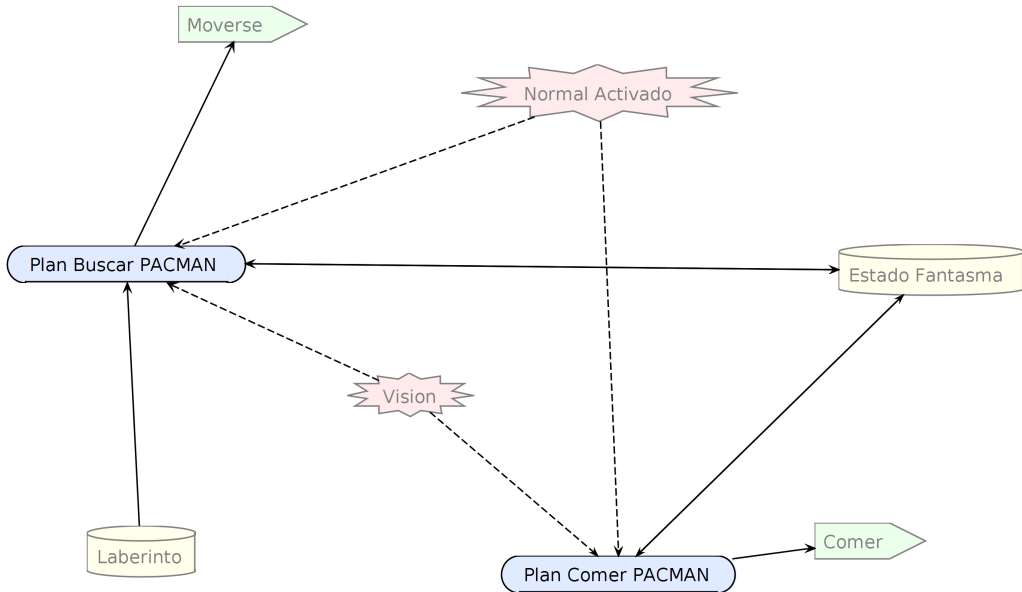 Moverse
Normal Activado
Plan Buscar PACMAN
Estado Fantasma
Vision
Laberinto
Comer
Plan Comer PACMAN